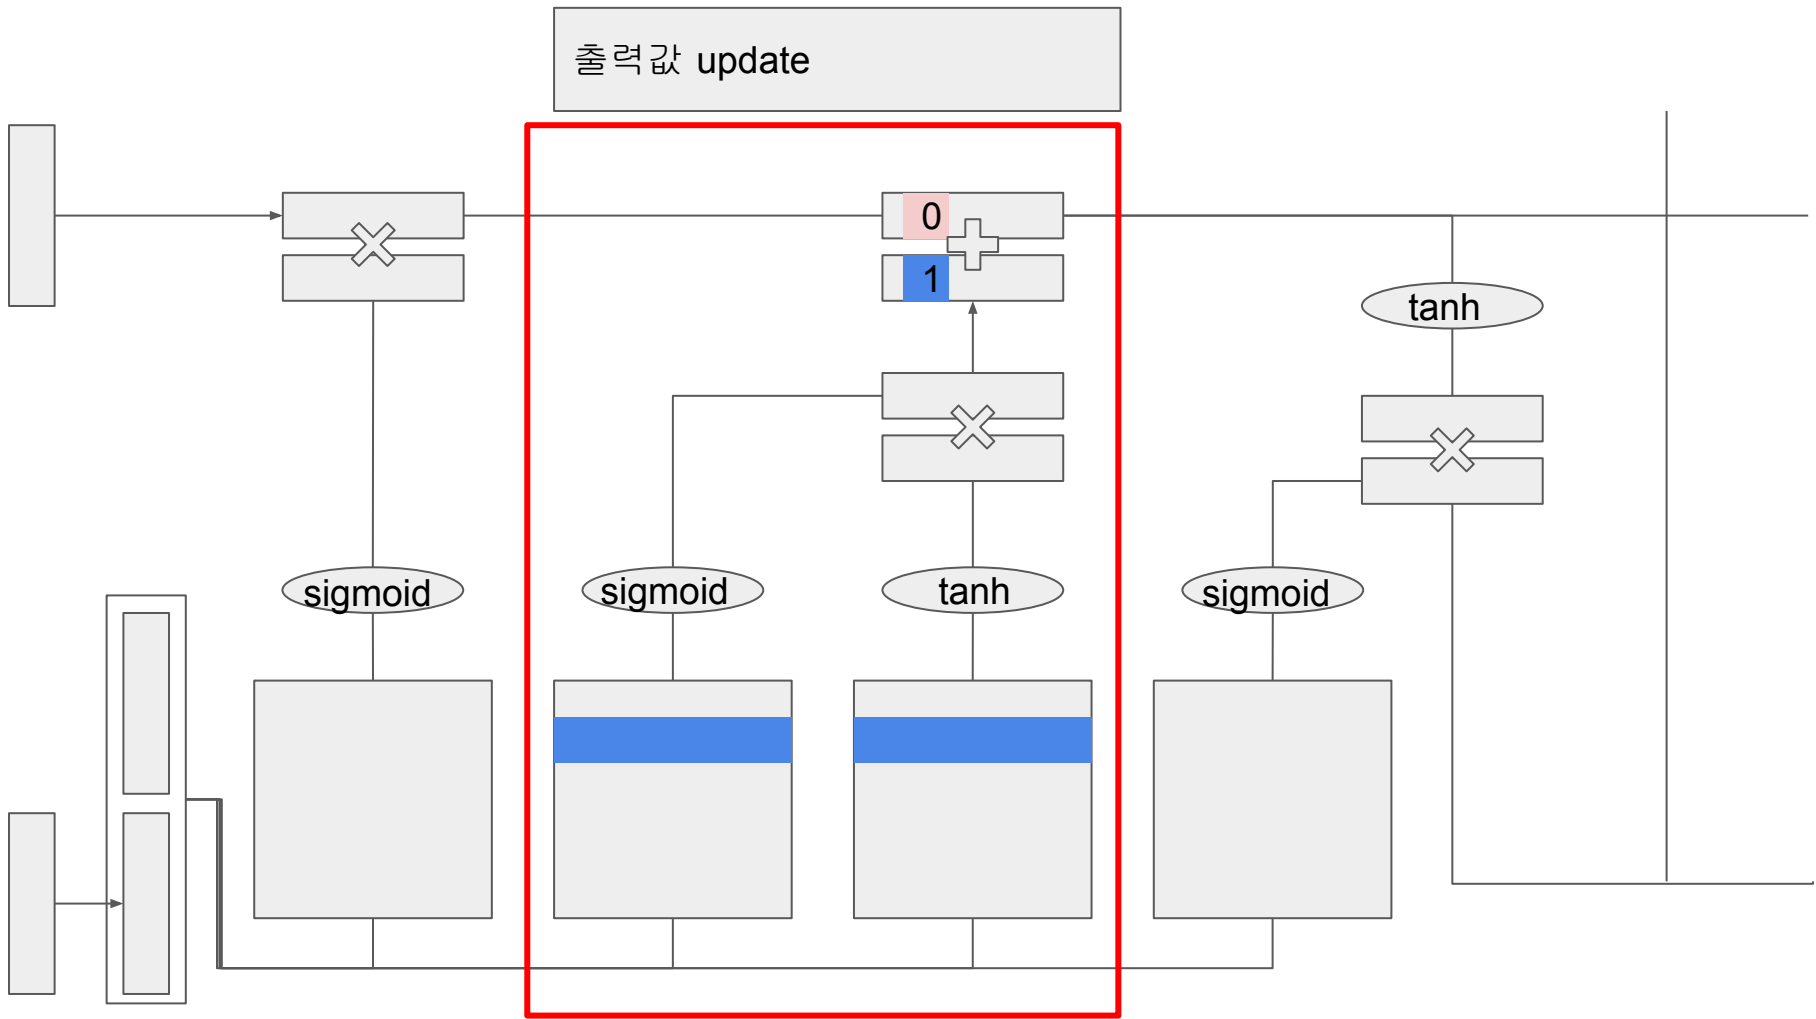 출력값 update
0
1
tanh
sigmoid
sigmoid
tanh
sigmoid